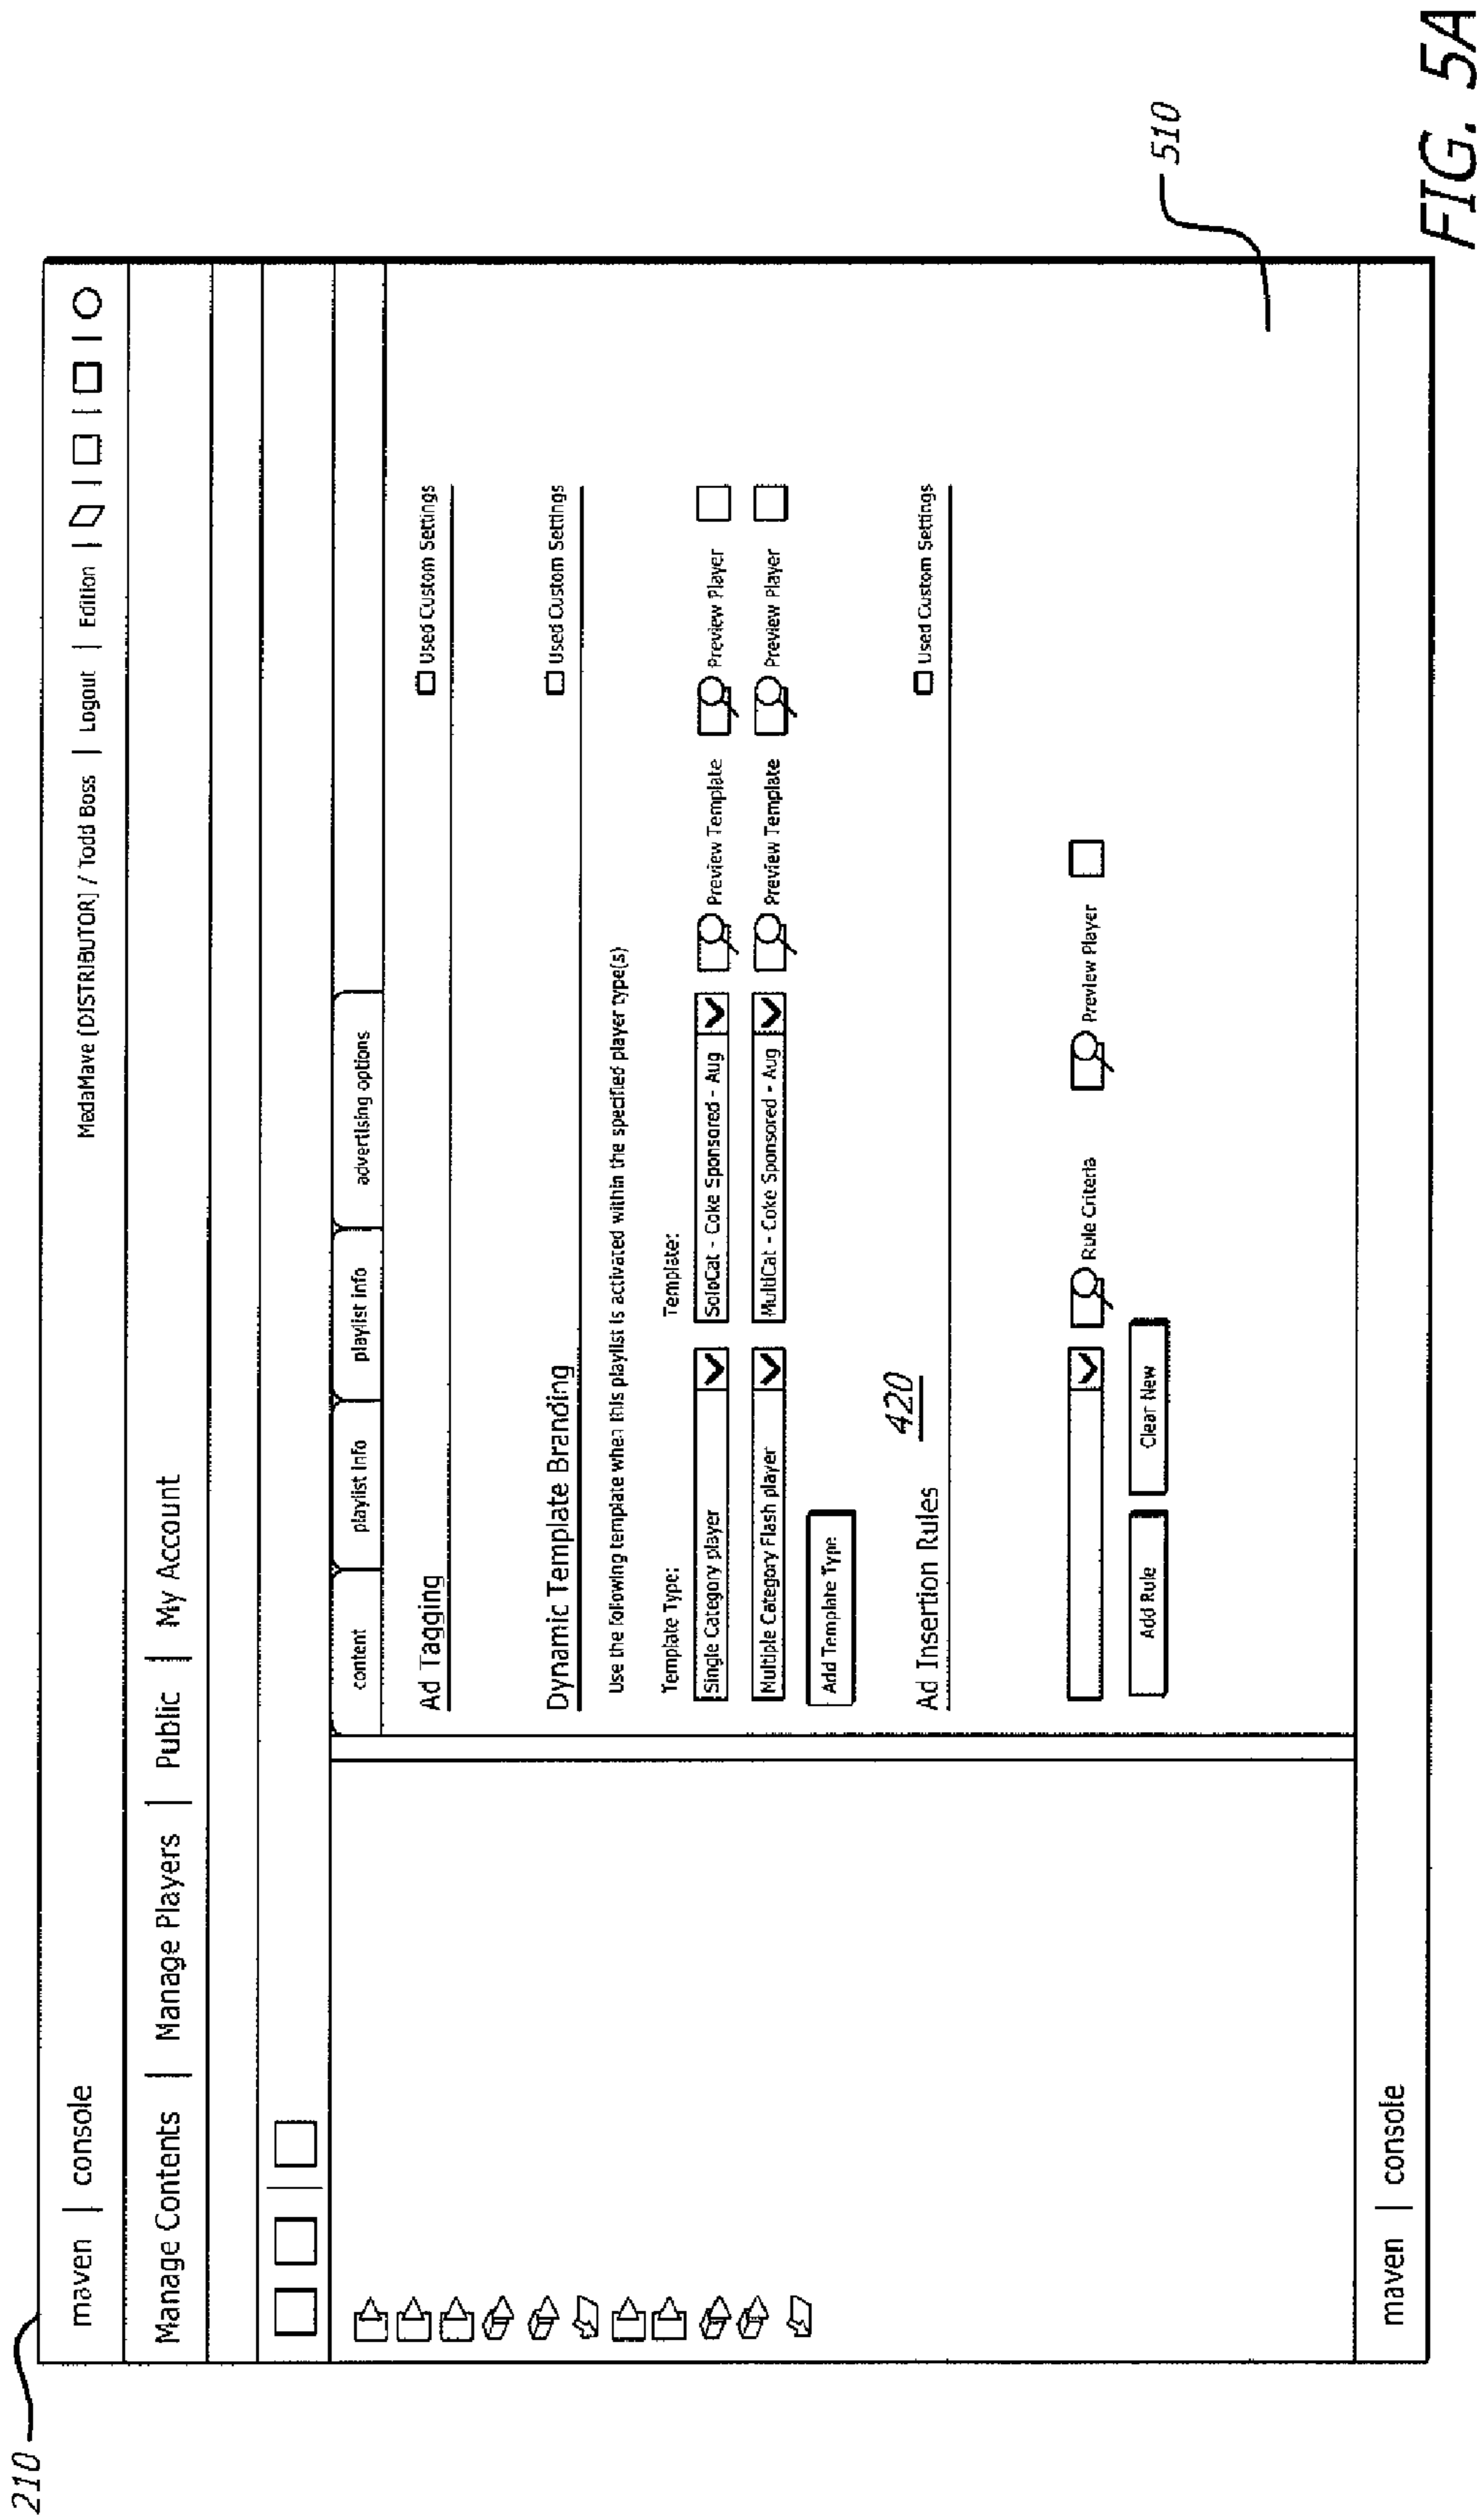 210
maven | console
MedaMave [DISTRIBUTOR] / Todd Boss | Logout | Edition |
Manage Contents | Manage Players | Public | My Account
content
playlist info
playlist info
advertising options
Ad Tagging
Used Custom Settings
Dynamic Template Branding
Used Custom Settings
Use the following template when this playlist is activated within the specified player type(s)
Template Type:
Template:
Single Category player
SoloCat - Coke Sponsored - Aug
Preview Template
Preview Player
Multiple Category Flash player
MultiCat - Coke Sponsored - Aug
Preview Template
Preview Player
Add Template Type
420
Ad Insertion Rules
Used Custom Settings
Rule Criteria
Preview Player
Add Rule
Clear New
510
maven | console
FIG. 5A